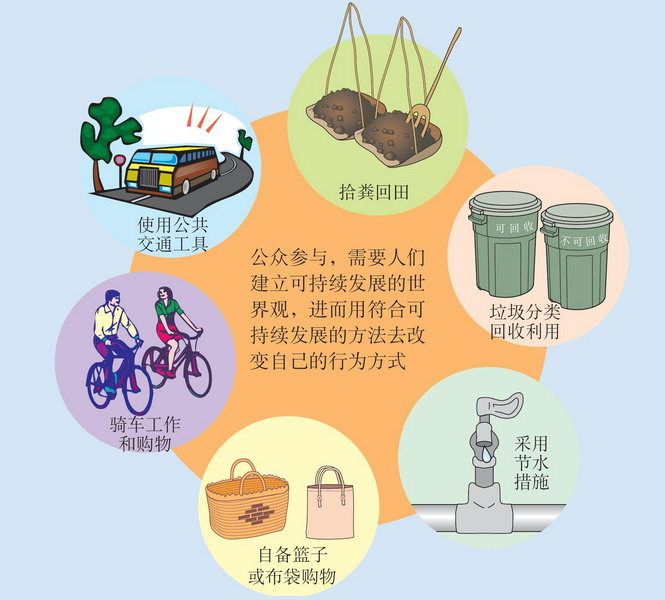 拾粪回田
使用公共
交通工具
可回收
不可回收
垃圾分类
回收利用
公众参与，需要人们
建立可持续发展的世
界观，进而用符合可
持续发展的方法去改
变自己的行为方式
骑车工作
和购物
采用
节水
措施
自备篮子
或布袋购物